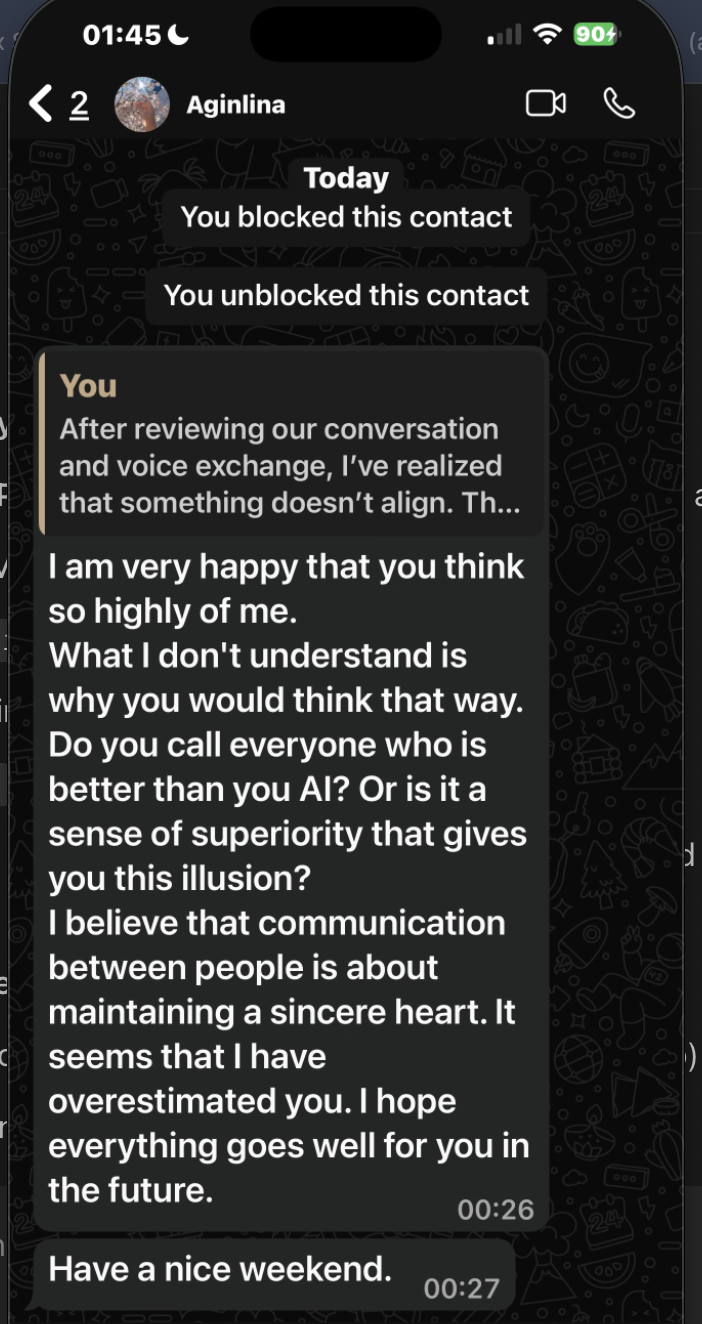 01:45
90
2
Aginlina
Today
You blocked this contact
You unblocked this contact
You
After reviewing our conversation
and voice exchange, I’ve realized
that something doesn’t align. Th...
I am very happy that you think
so highly of me.
What I don't understand is
why you would think that way.
Do you call everyone who is
better than you AI? Or is it a
sense of superiority that gives
you this illusion?
I believe that communication
between people is about
maintaining a sincere heart. It
seems that I have
overestimated you. I hope
everything goes well for you in
the future.
00:26
Have a nice weekend.
00:27